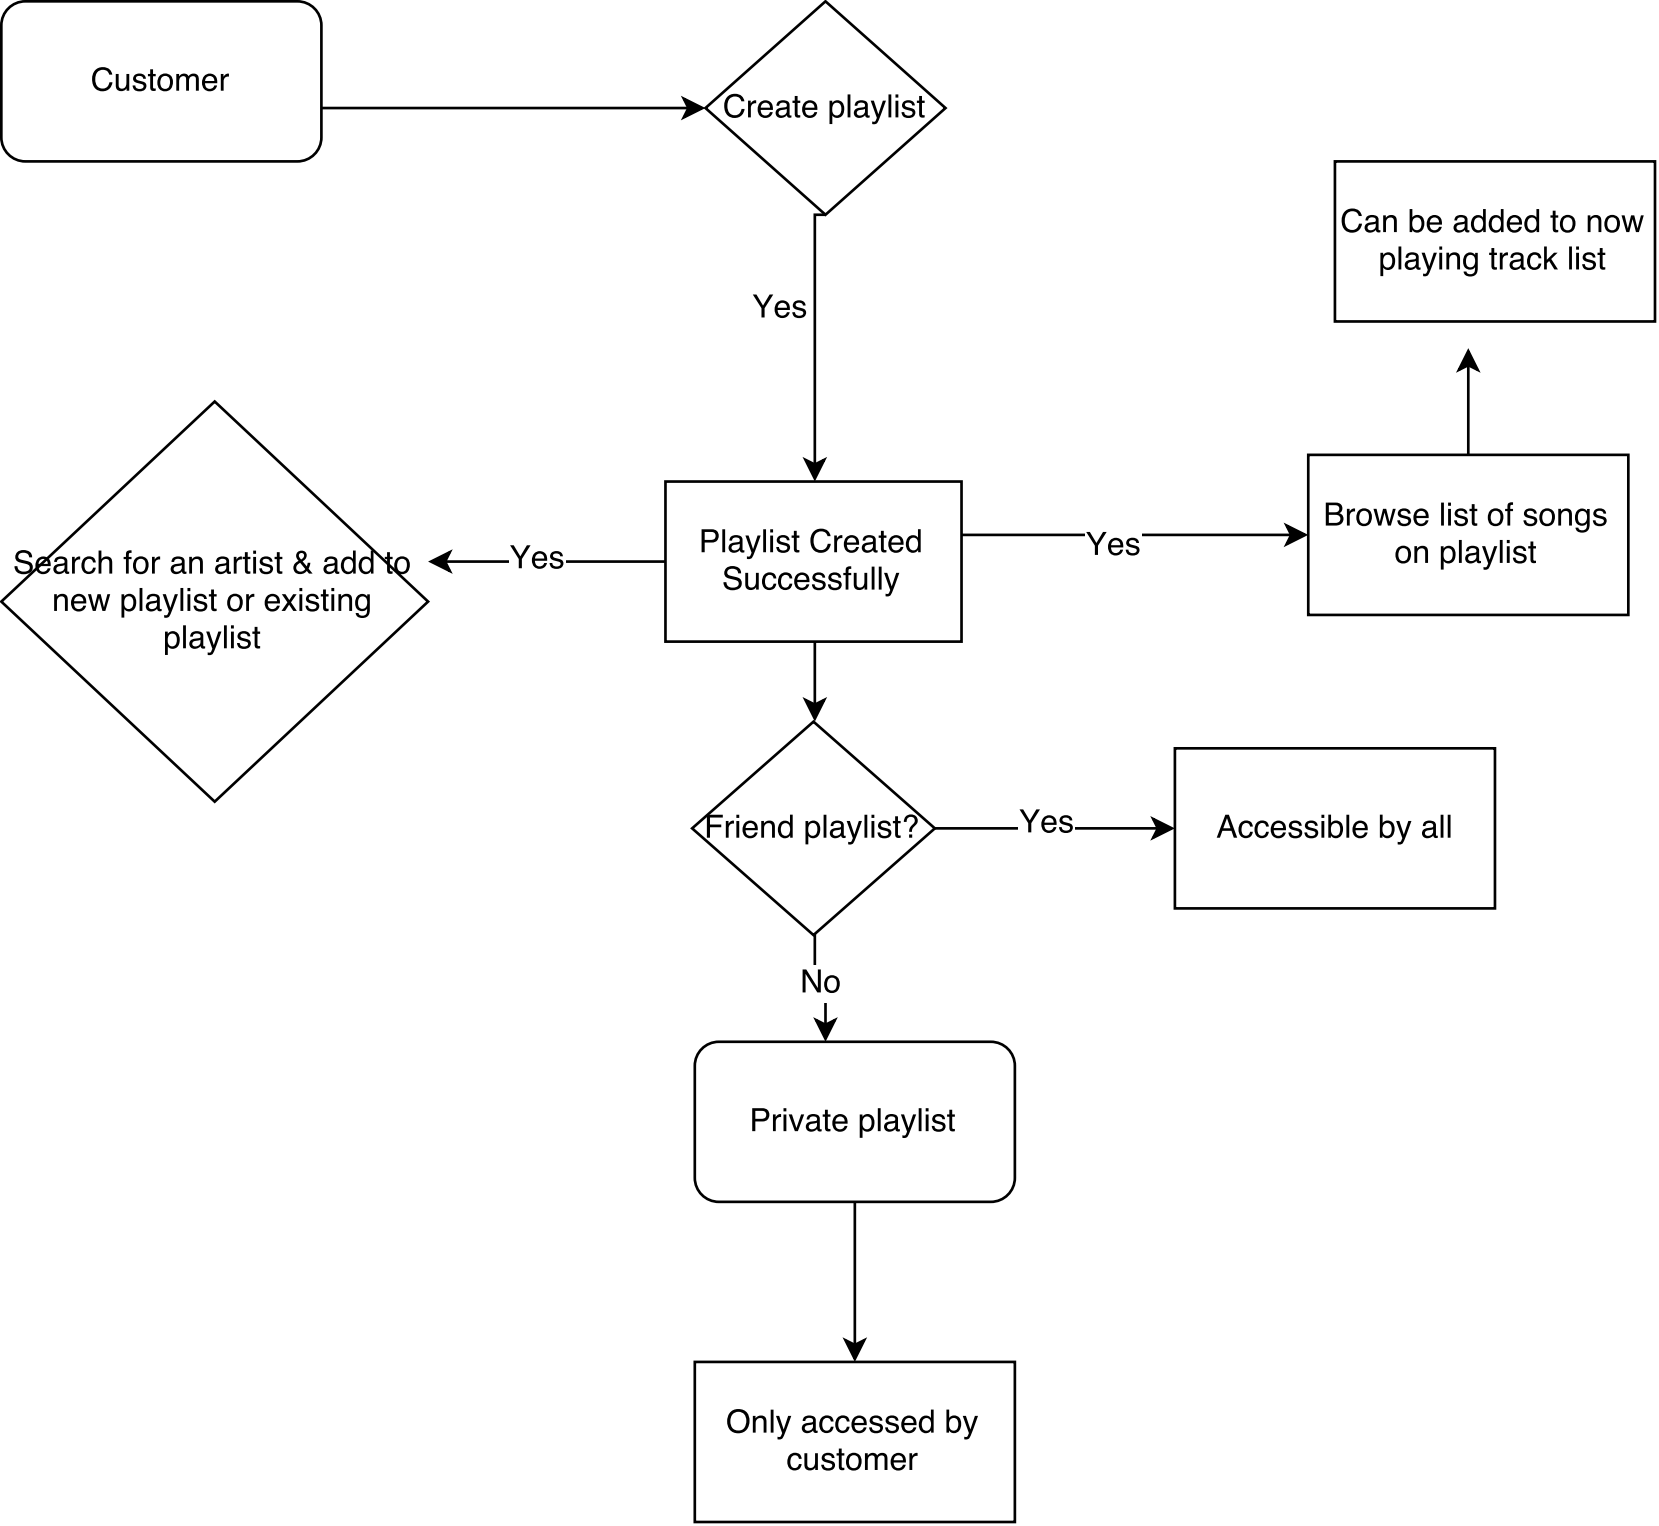 Customer
Create playlist
Can be added to now
playing track list
Yes
Search for an artist & add to
new playlist or existing
playlist
Yes
Playlist Created
Successfully
Yes
Browse list of songs
on playlist
Friend playlist?
Yes
Accessible by all
No
Private playlist
Only accessed by
customer